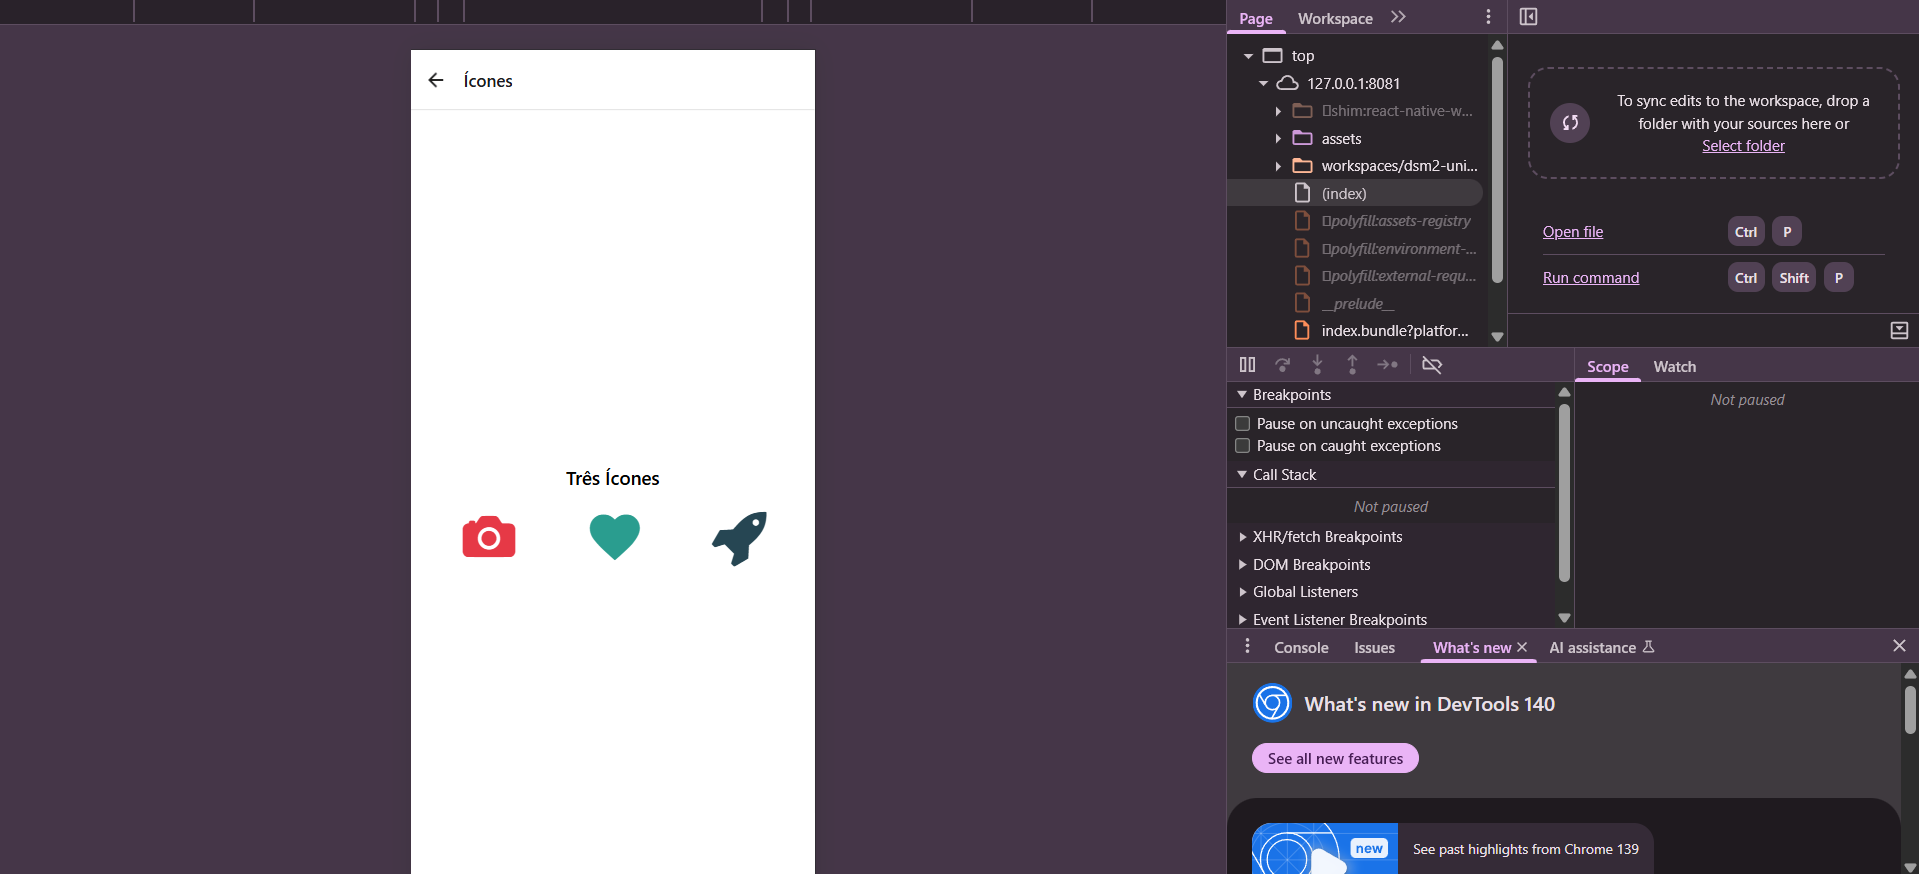 Ícones
Três Ícones
Page
Workspace
top
127.0.0.1:8081
shim:react-native-w...
assets
workspaces/dsm2-uni...
(index)
polyfill:assets-registry
polyfill:environment-...
polyfill:external-requ...
__prelude__
index.bundle?platfor...
To sync edits to the workspace, drop a
folder with your sources here or
Select folder
Open file Ctrl P
Run command Ctrl Shift P
Breakpoints
Pause on uncaught exceptions
Pause on caught exceptions
Call Stack
Not paused
XHR/fetch Breakpoints
DOM Breakpoints
Global Listeners
Event Listener Breakpoints
Scope Watch
Not paused
Console Issues What's new AI assistance
What's new in DevTools 140
See all new features
new
See past highlights from Chrome 139